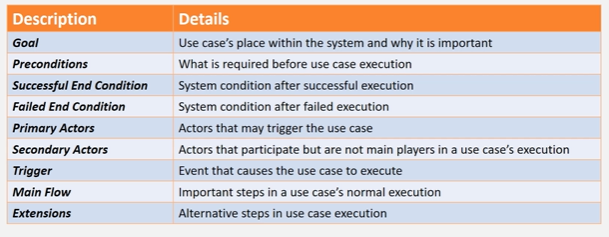 Description Details
Goal Use case's place within the system and why it is important
Preconditions What is required before use case execution
Successful End Condition System condition after successful execution
Failed End Condition System condition after failed execution
Primary Actors Actors that may trigger the use case
Secondary Actors Actors that participate but are not main players in a use case's execution
Trigger Event that causes the use case to execute
Main Flow Important steps in a use case's normal execution
Extensions Alternative steps in use case execution